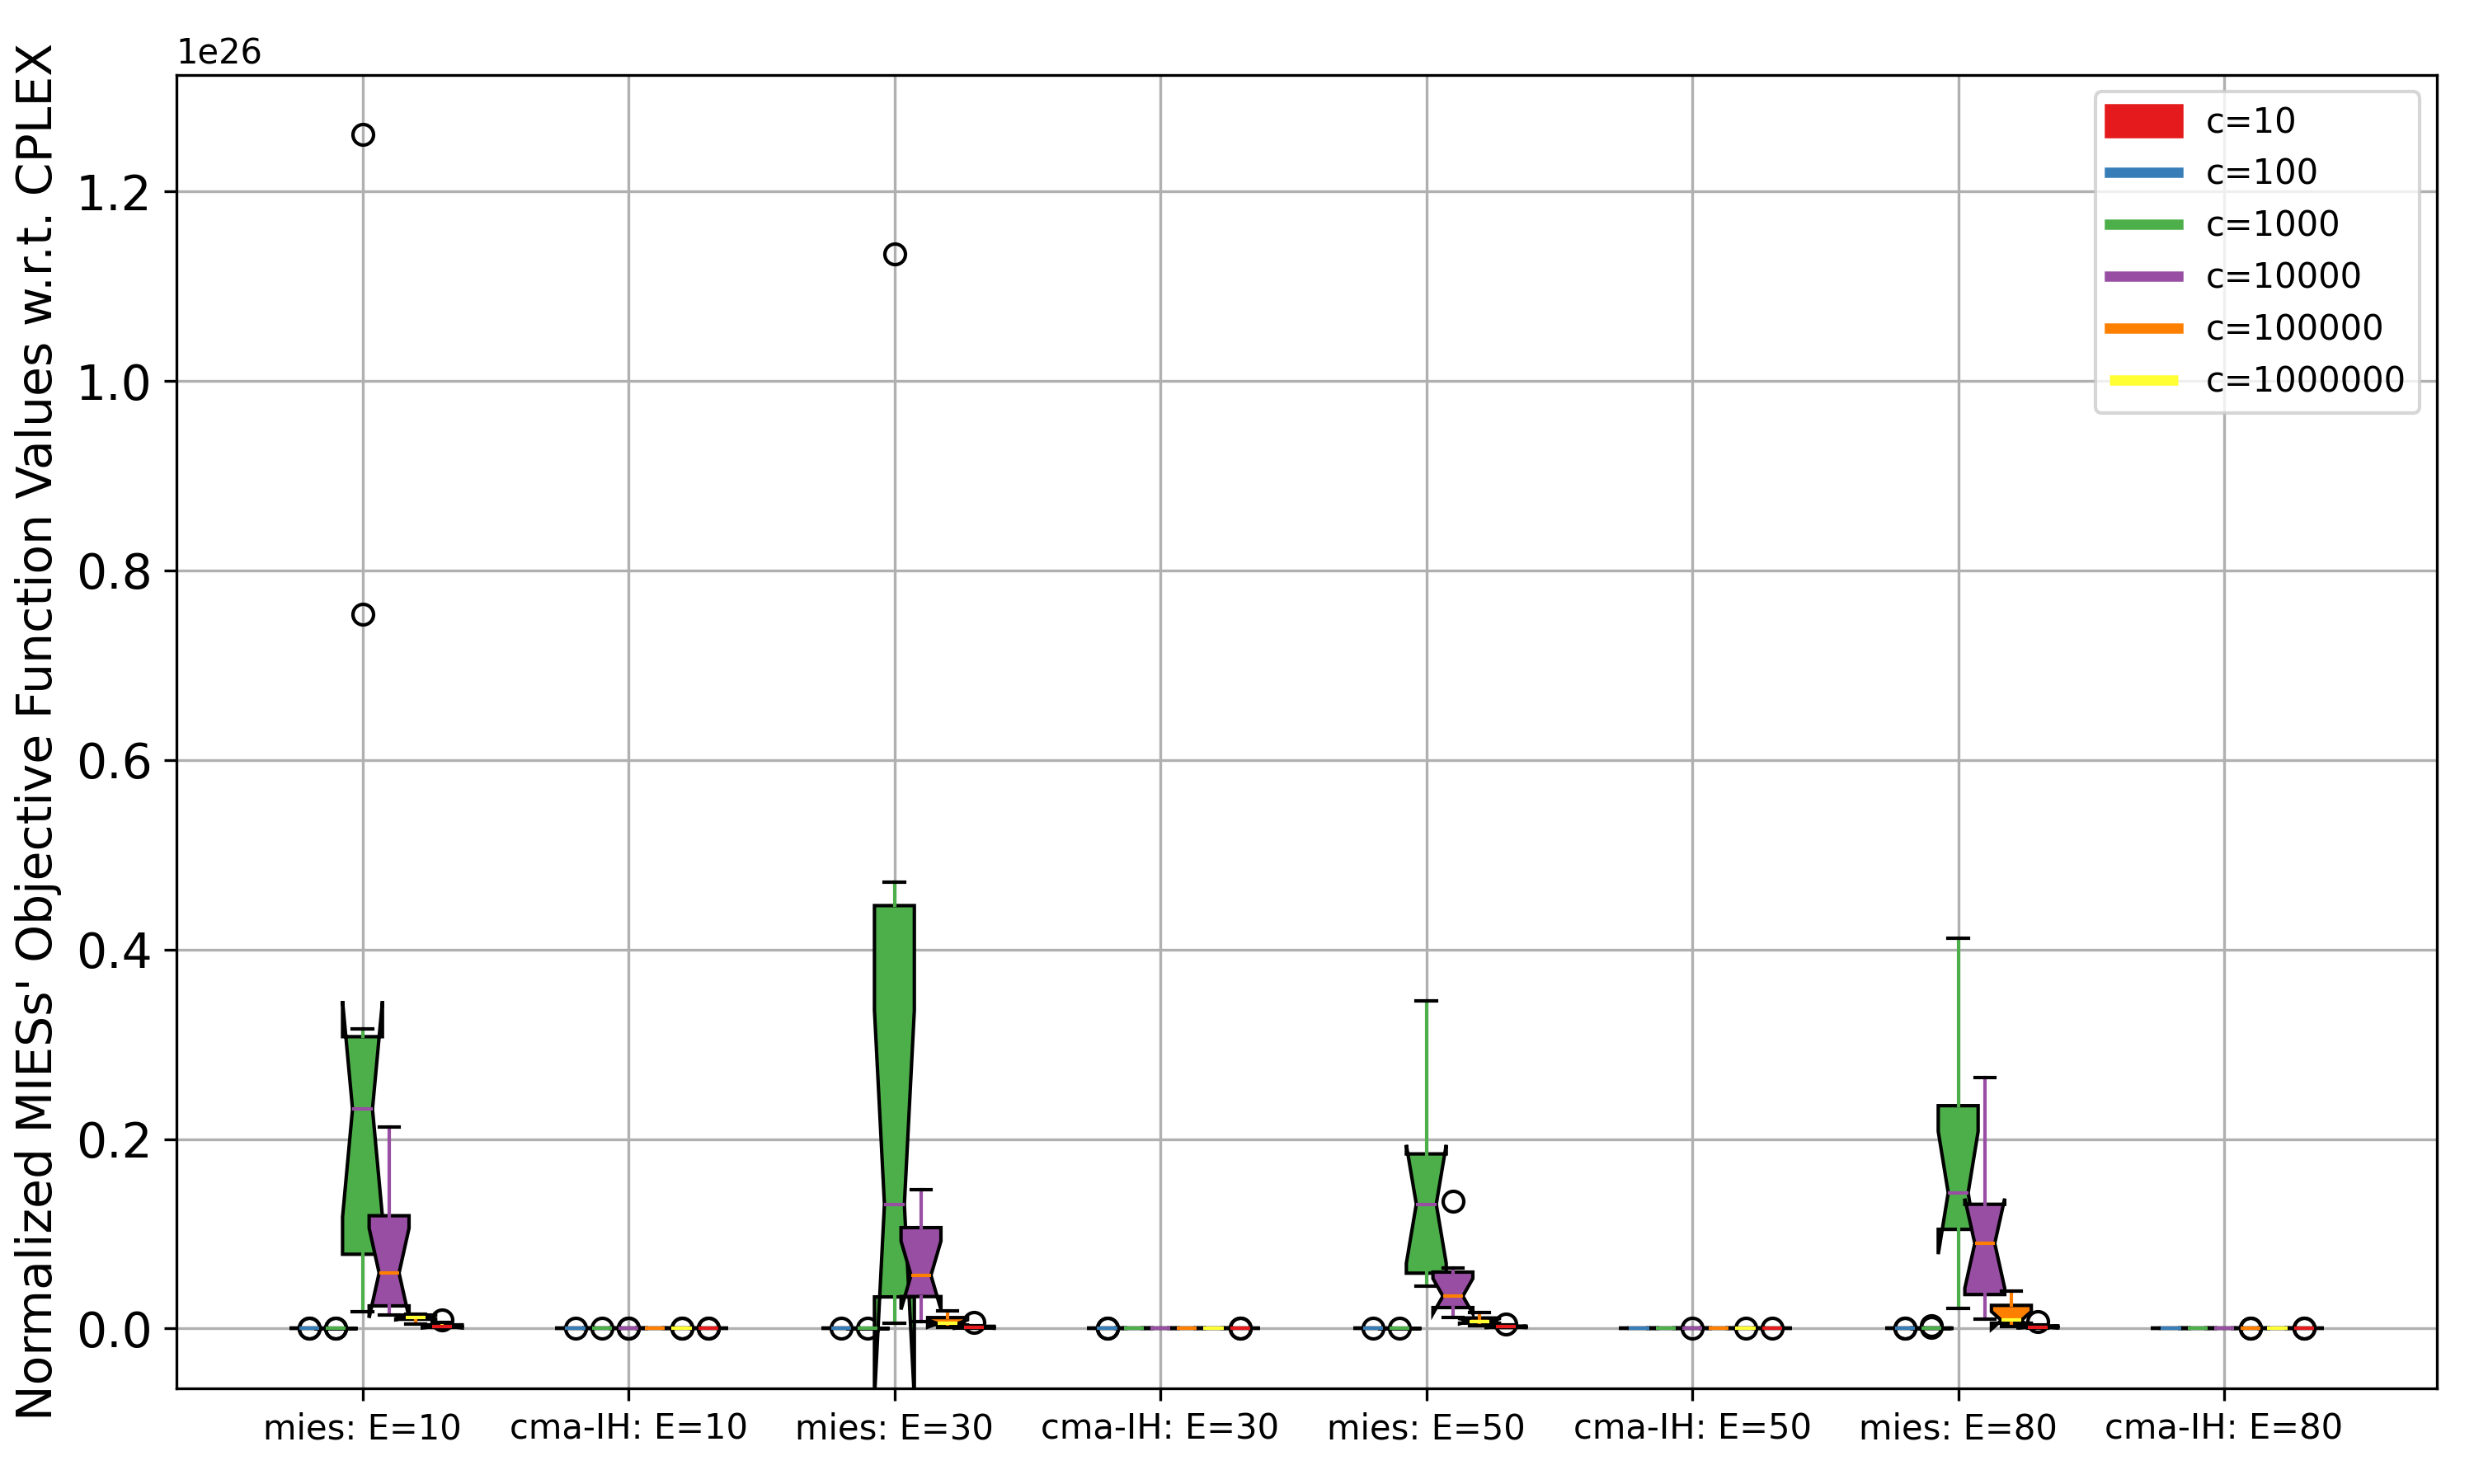 1e26
Normalized MIESs' Objective Function Values w.r.t. CPLEX
1.2
1.0
0.8
0.6
0.4
0.2
0.0
c=10
c=100
c=1000
c=10000
c=100000
c=1000000
mies: E=10
cma-IH: E=10
mies: E=30
cma-IH: E=30
mies: E=50
cma-IH: E=50
mies: E=80
cma-IH: E=80